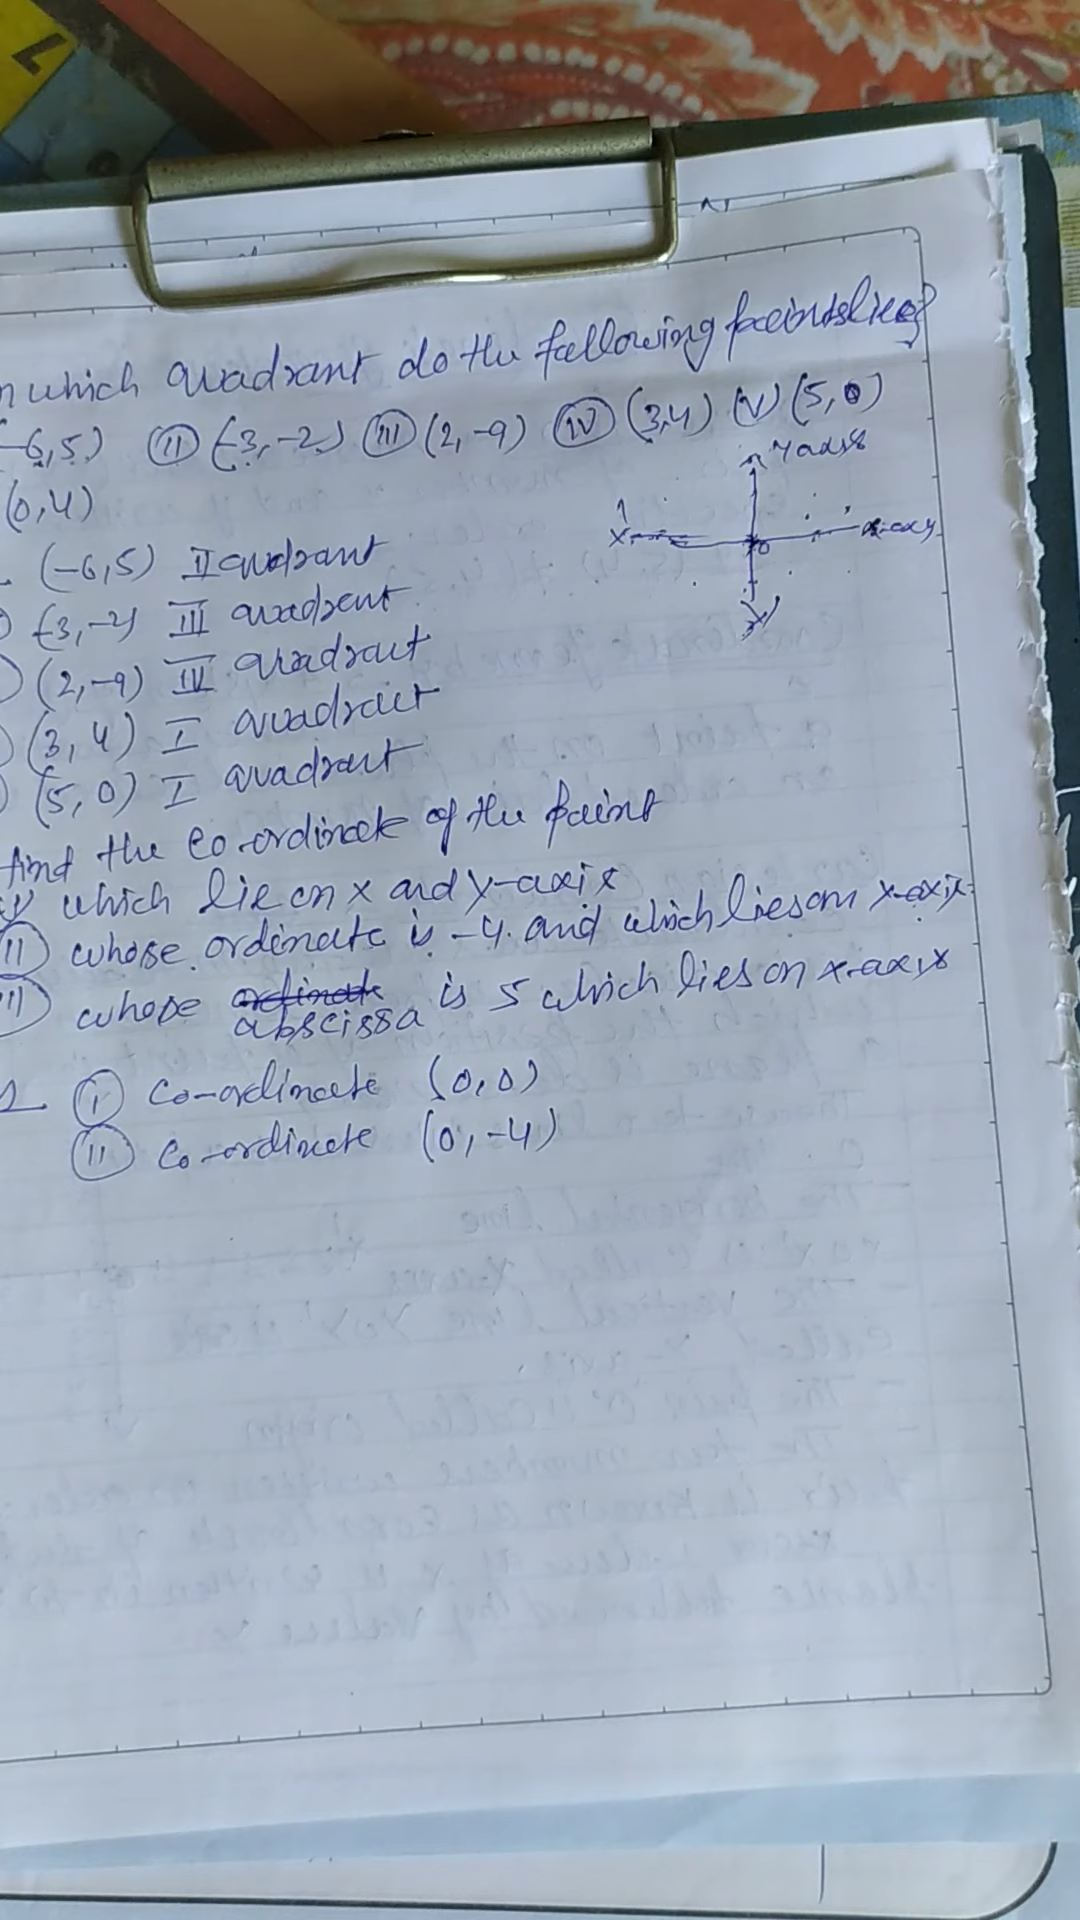 n which quadrant do the following points lies?
-6,5) (II) (-3,-2) (III) (2,-9) (IV) (3,4) (V) (5,0)
(0,4)
Y axis
X
o
Y'
(-6,5) II quadrant
(-3,-2) III quadrent
(2,-9) IV quadrant
(3,4) I quadrant
(5,0) I quadrant
find the co-ordinate of the point
which lie on x and y-axis
(II) whose ordinate is -4 and which lies on x-axis
whose abscissa is 5 which lies on x-axis
(I) co-ordinate (0,0)
(II) co-ordinate (0,-4)